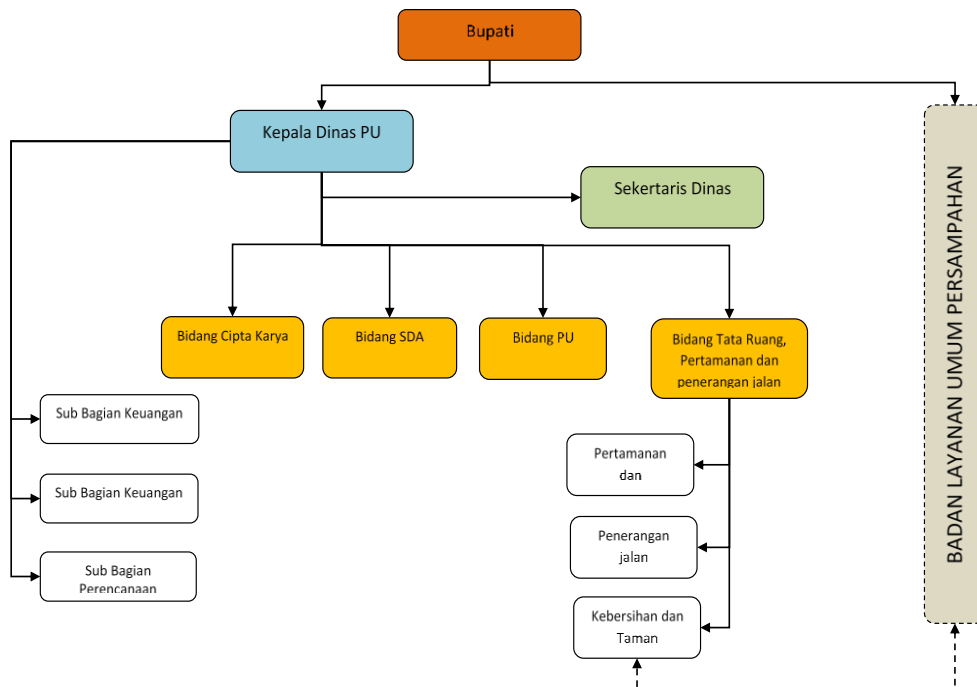 Bupati
Kepala Dinas PU
Sekertaris Dinas
Bidang Cipta Karya
Bidang SDA
Bidang PU
Bidang Tata Ruang,
Pertamanan dan
penerangan jalan
Sub Bagian Keuangan
Sub Bagian Keuangan
Sub Bagian
Perencanaan
Pertamanan
dan
Penerangan
jalan
Kebersihan dan
Taman
BADAN LAYANAN UMUM PERSAMPAHAN